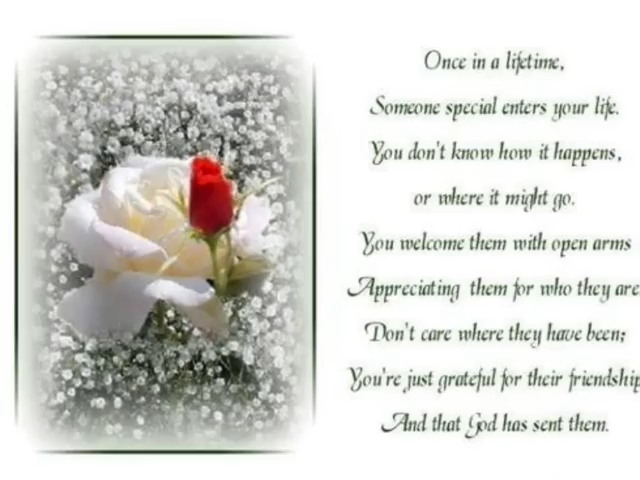 Once in a lifetime,
Someone special enters your life.
You don't know how it happens,
or where it might go.
You welcome them with open arms
Appreciating them for who they are
Don't care where they have been;
You're just grateful for their friendship
And that God has sent them.